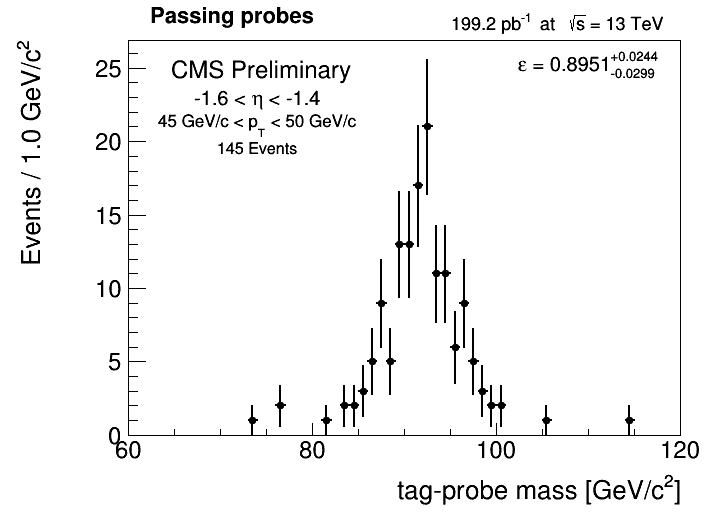 Passing probes
199.2 pb⁻¹ at √s = 13 TeV
CMS Preliminary
-1.6 < η < -1.4
45 GeV/c < p_T < 50 GeV/c
145 Events
ε = 0.8951 +0.0244 -0.0299
Events / 1.0 GeV/c²
25
20
15
10
5
0
60 80 100 120
tag-probe mass [GeV/c²]